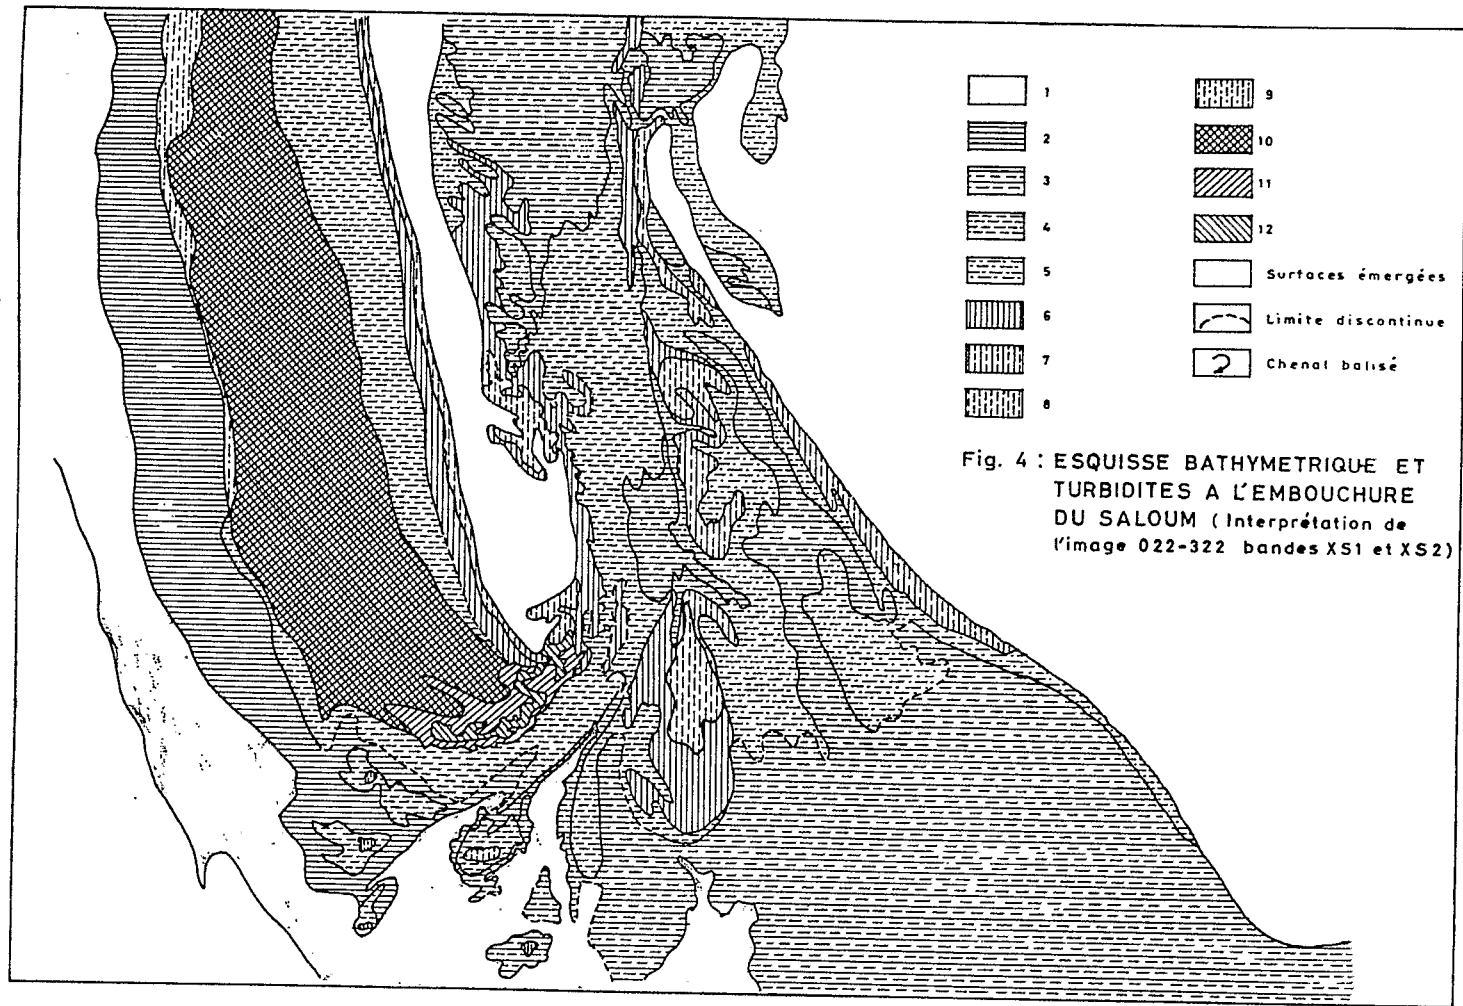 1
2
3
4
5
6
7
8
9
10
11
12
Surfaces émergées
Limite discontinue
Chenal balisé
Fig. 4 : ESQUISSE BATHYMETRIQUE ET
TURBIDITES A L'EMBOUCHURE
DU SALOUM (Interprétation de
l'image 022-322 bandes XS1 et XS2)